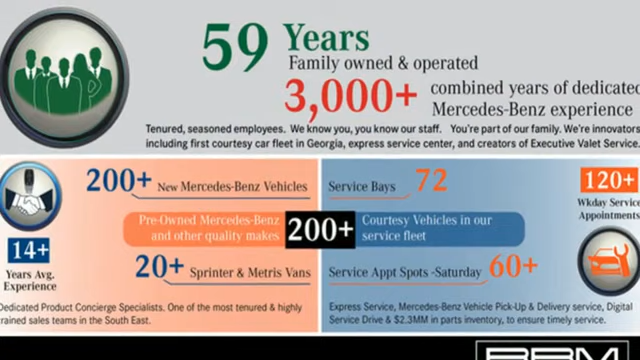 59 Years
Family owned & operated
3,000+ combined years of dedicated
Mercedes-Benz experience
Tenured, seasoned employees. We know you, you know our staff. You're part of our family. We're innovators
including first courtesy car fleet in Georgia, express service center, and creators of Executive Valet Service.
200+ New Mercedes-Benz Vehicles
Pre-Owned Mercedes-Benz
and other quality makes
200+
20+ Sprinter & Metris Vans
14+
Years Avg.
Experience
Dedicated Product Concierge Specialists. One of the most tenured & highly
trained sales teams in the South East.
Service Bays 72
Courtesy Vehicles in our
service fleet
Service Appt Spots -Saturday 60+
120+
Wkday Service
Appointments
Express Service, Mercedes-Benz Vehicle Pick-Up & Delivery service, Digital
Service Drive & $2.3MM in parts inventory, to ensure timely service.